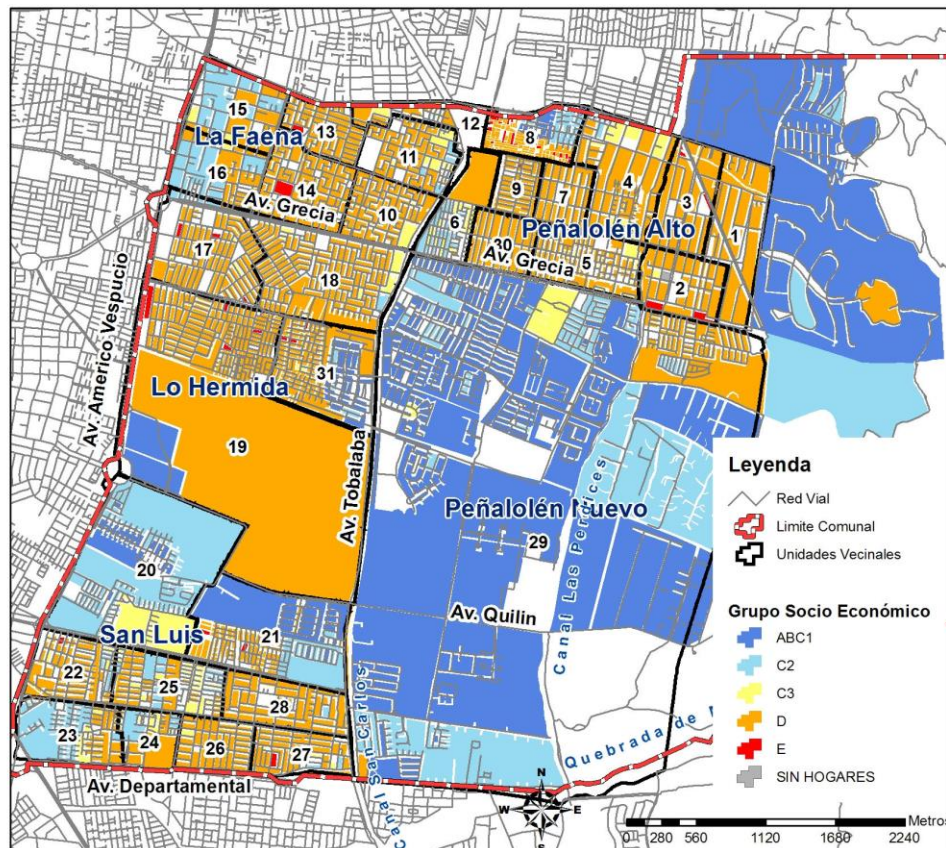 15
La Faena
13
12
8
11
16
14
Av. Grecia
10
9
7
4
3
1
6
30
Peñalolén Alto
Av. Grecia
5
2
17
18
Av. Americo Vespucio
31
Lo Hermida
19
Av. Tobalaba
Peñalolén Nuevo
29
Canal Las Perdices
Av. Quilin
20
San Luis
21
22
25
28
23
24
26
27
Av. Departamental
Canal San Carlos
Quebrada de
N
W
E
S
Leyenda
Red Vial
Limite Comunal
Unidades Vecinales
Grupo Socio Económico
ABC1
C2
C3
D
E
SIN HOGARES
Metros
0 280 560 1120 1680 2240